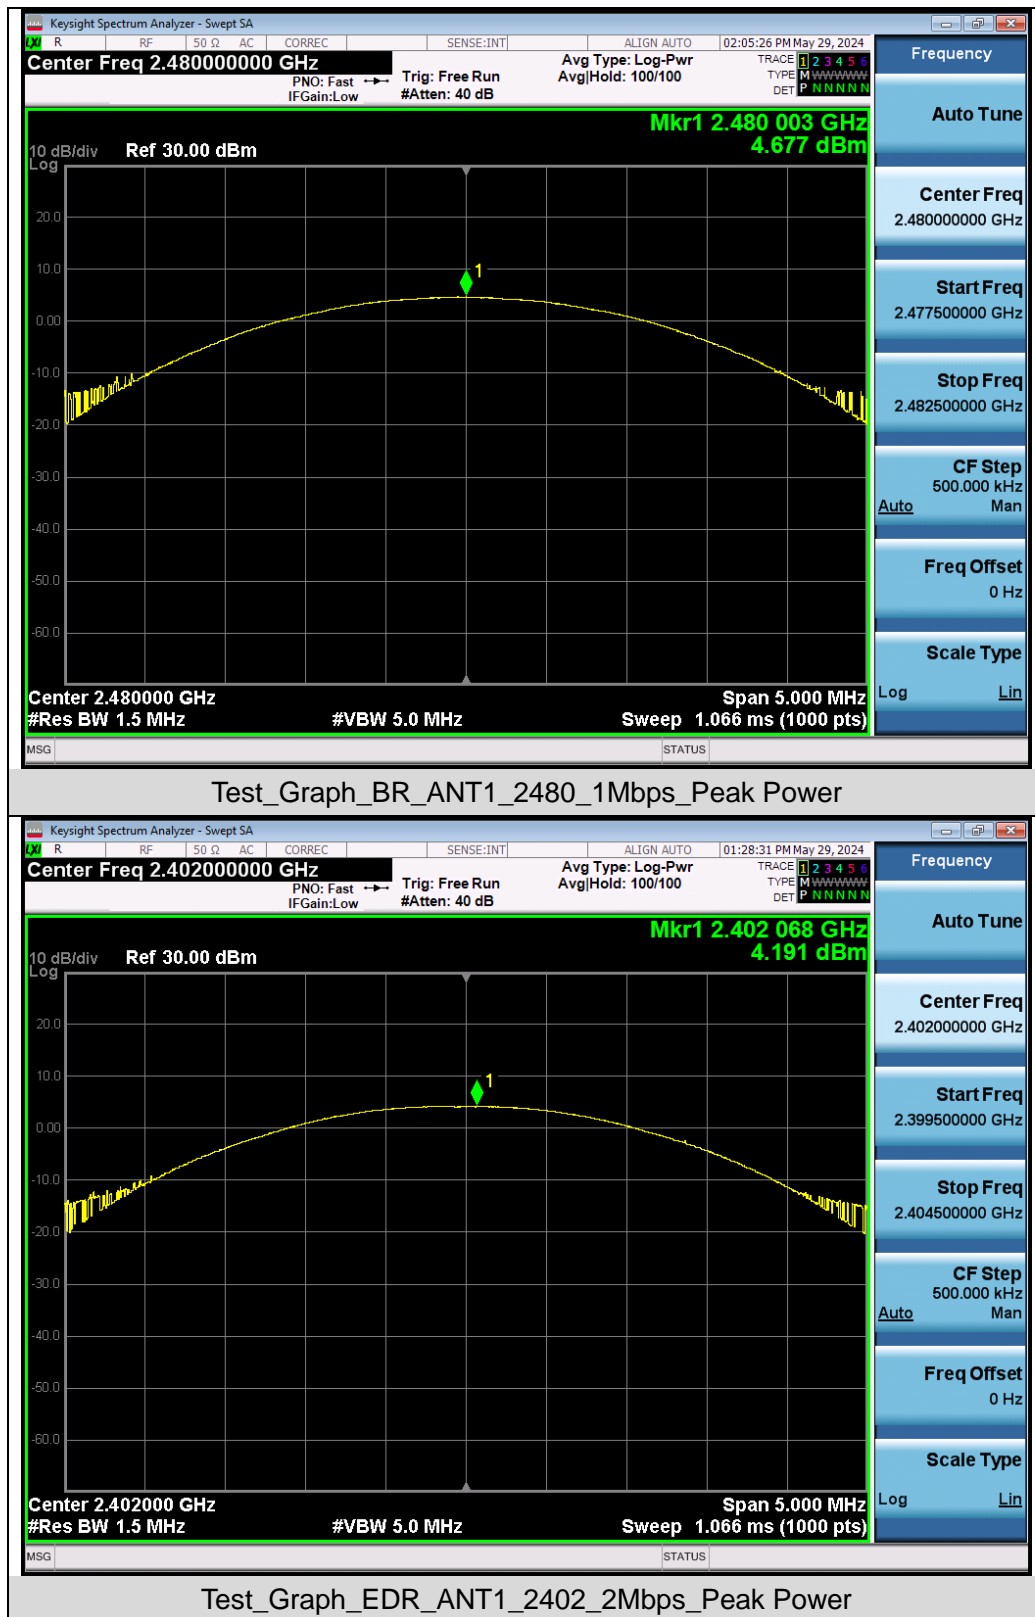 Keysight Spectrum Analyzer - Swept SA
LXI R RF 50 Ω AC CORREC SENSE:INT ALIGN AUTO 02:05:26 PM May 29, 2024
Center Freq 2.480000000 GHz
PNO: Fast
IFGain:Low
Trig: Free Run
#Atten: 40 dB
Avg Type: Log-Pwr
Avg|Hold: 100/100
TRACE 1 2 3 4 5 6
TYPE M WWWWW
DET P N N N N N
Mkr1 2.480 003 GHz
4.677 dBm
10 dB/div Ref 30.00 dBm
Log
20.0
10.0
1
0.00
-10.0
-20.0
-30.0
-40.0
-50.0
-60.0
Center 2.480000 GHz Span 5.000 MHz
#Res BW 1.5 MHz #VBW 5.0 MHz Sweep 1.066 ms (1000 pts)
MSG STATUS
Frequency
Auto Tune
Center Freq
2.480000000 GHz
Start Freq
2.477500000 GHz
Stop Freq
2.482500000 GHz
CF Step
500.000 kHz
Auto Man
Freq Offset
0 Hz
Scale Type
Log Lin
Test_Graph_BR_ANT1_2480_1Mbps_Peak Power
Keysight Spectrum Analyzer - Swept SA
LXI R RF 50 Ω AC CORREC SENSE:INT ALIGN AUTO 01:28:31 PM May 29, 2024
Center Freq 2.402000000 GHz
PNO: Fast
IFGain:Low
Trig: Free Run
#Atten: 40 dB
Avg Type: Log-Pwr
Avg|Hold: 100/100
TRACE 1 2 3 4 5 6
TYPE M WWWWW
DET P N N N N N
Mkr1 2.402 068 GHz
4.191 dBm
10 dB/div Ref 30.00 dBm
Log
20.0
10.0
1
0.00
-10.0
-20.0
-30.0
-40.0
-50.0
-60.0
Center 2.402000 GHz Span 5.000 MHz
#Res BW 1.5 MHz #VBW 5.0 MHz Sweep 1.066 ms (1000 pts)
MSG STATUS
Frequency
Auto Tune
Center Freq
2.402000000 GHz
Start Freq
2.399500000 GHz
Stop Freq
2.404500000 GHz
CF Step
500.000 kHz
Auto Man
Freq Offset
0 Hz
Scale Type
Log Lin
Test_Graph_EDR_ANT1_2402_2Mbps_Peak Power